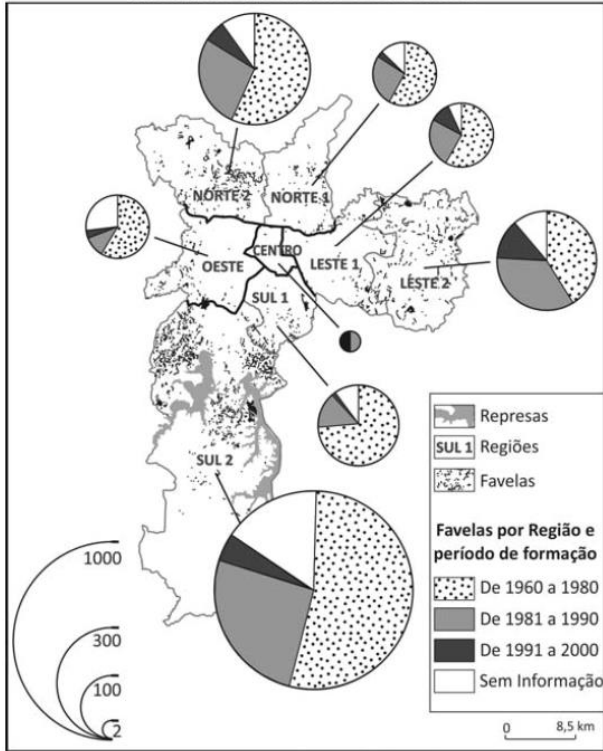 NORTE 2
NORTE 1
OESTE
CENTRO
LESTE 1
LESTE 2
SUL 1
SUL 2
Represas
SUL 1 Regiões
Favelas
Favelas por Região e
período de formação
De 1960 a 1980
De 1981 a 1990
De 1991 a 2000
Sem Informação
1000
300
100
2
0 8,5 km